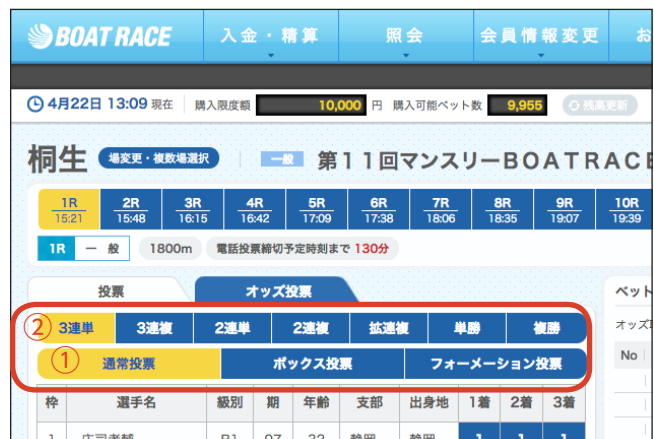 BOAT RACE 入金・精算 照会 会員情報変更 お
4月22日 13:09 現在 購入限度額 10,000 円 購入可能ベット数 9,955 残高更新
桐生 場変更・複数場選択 一般 第11回マンスリーBOATRACE
1R 2R 3R 4R 5R 6R 7R 8R 9R 10R
15:21 15:48 16:15 16:42 17:09 17:38 18:06 18:35 19:07 19:39
1R 一般 1800m 電話投票締切予定時刻まで 130分
投票 オッズ投票 ベット
② 3連単 3連複 2連単 2連複 拡連複 単勝 複勝 オッズ
① 通常投票 ボックス投票 フォーメーション投票 No
枠 選手名 級別 期 年齢 支部 出身地 1着 2着 3着